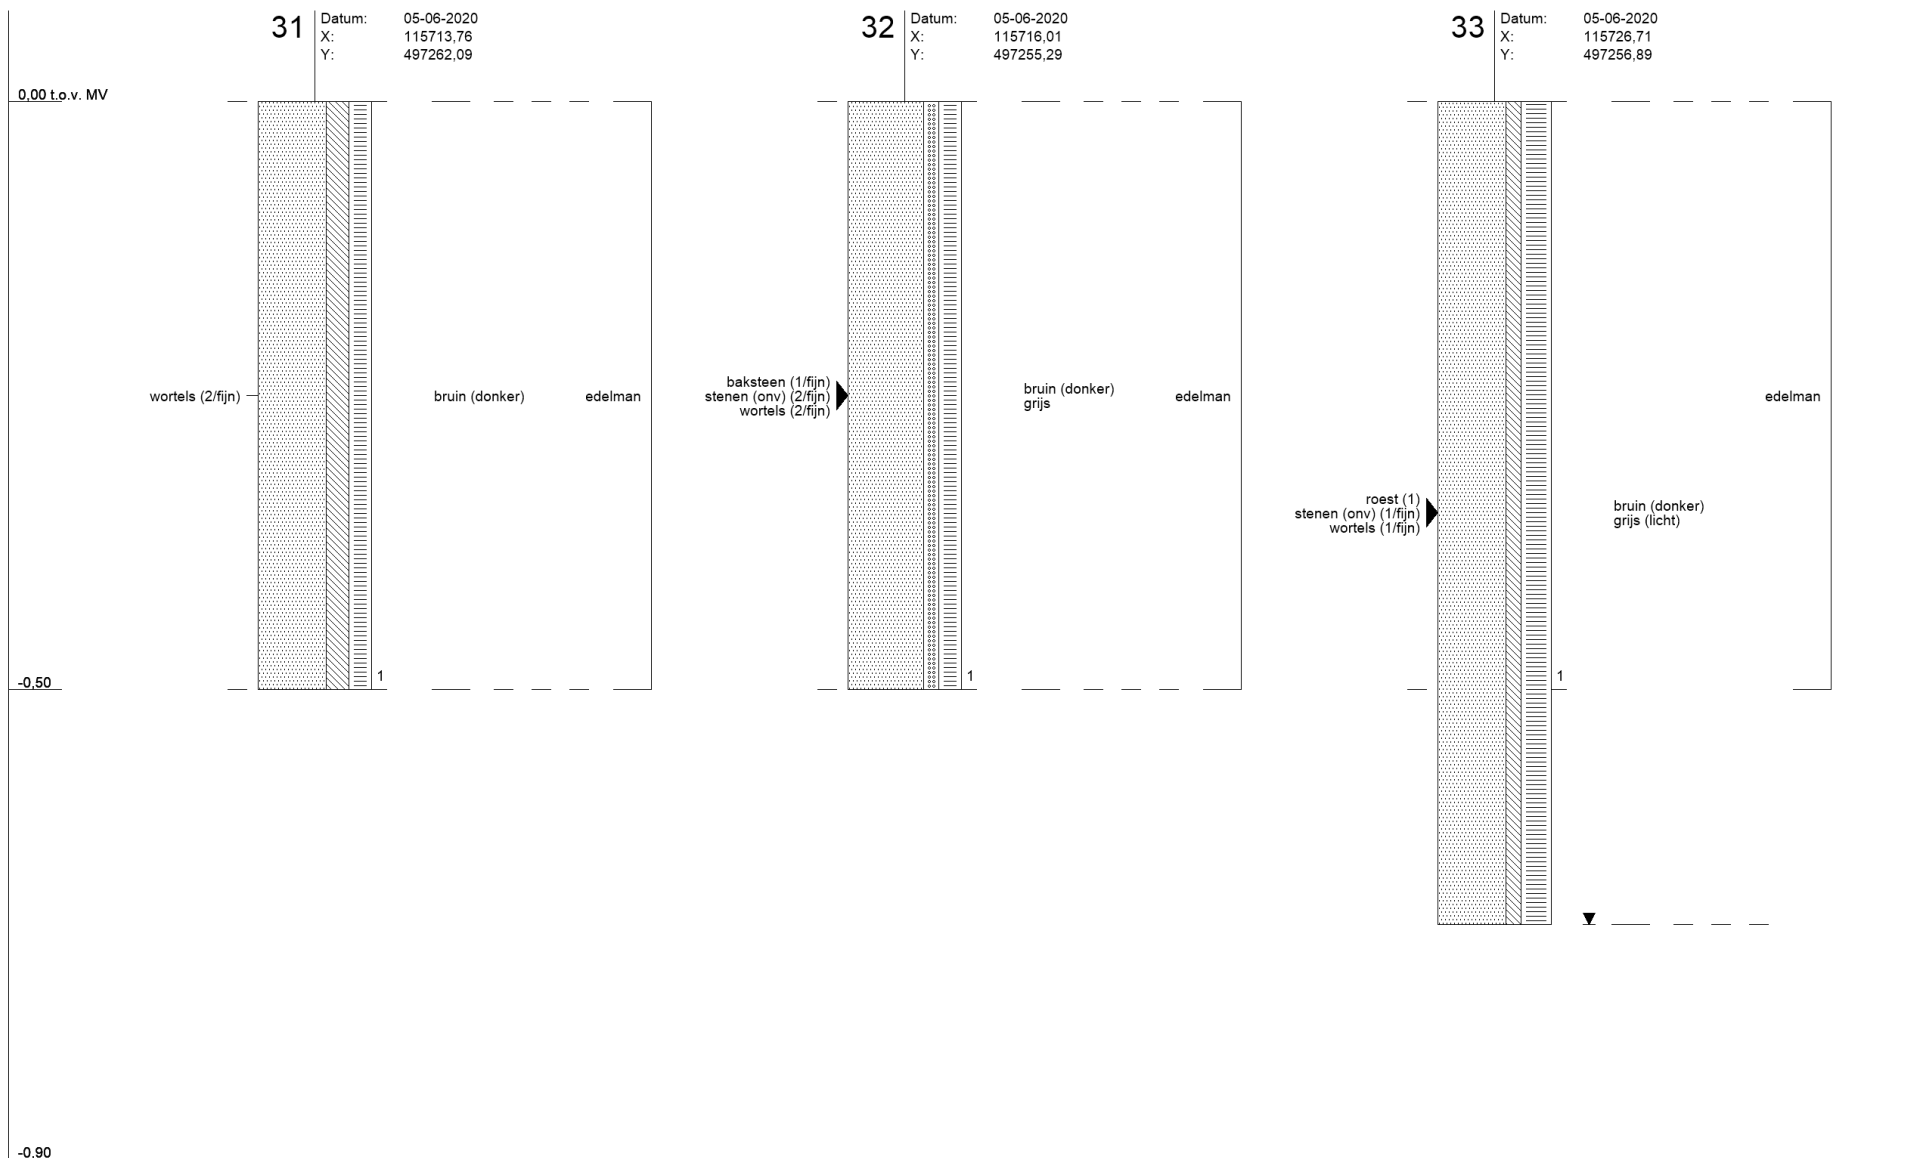 31
Datum: 05-06-2020
X: 115713,76
Y: 497262,09
32
Datum: 05-06-2020
X: 115716,01
Y: 497255,29
33
Datum: 05-06-2020
X: 115726,71
Y: 497256,89
0,00 t.o.v. MV
wortels (2/fijn)
bruin (donker)
edelman
1
baksteen (1/fijn)
stenen (onv) (2/fijn)
wortels (2/fijn)
bruin (donker)
grijs
edelman
1
edelman
roest (1)
stenen (onv) (1/fijn)
wortels (1/fijn)
bruin (donker)
grijs (licht)
1
-0,50
-0,90